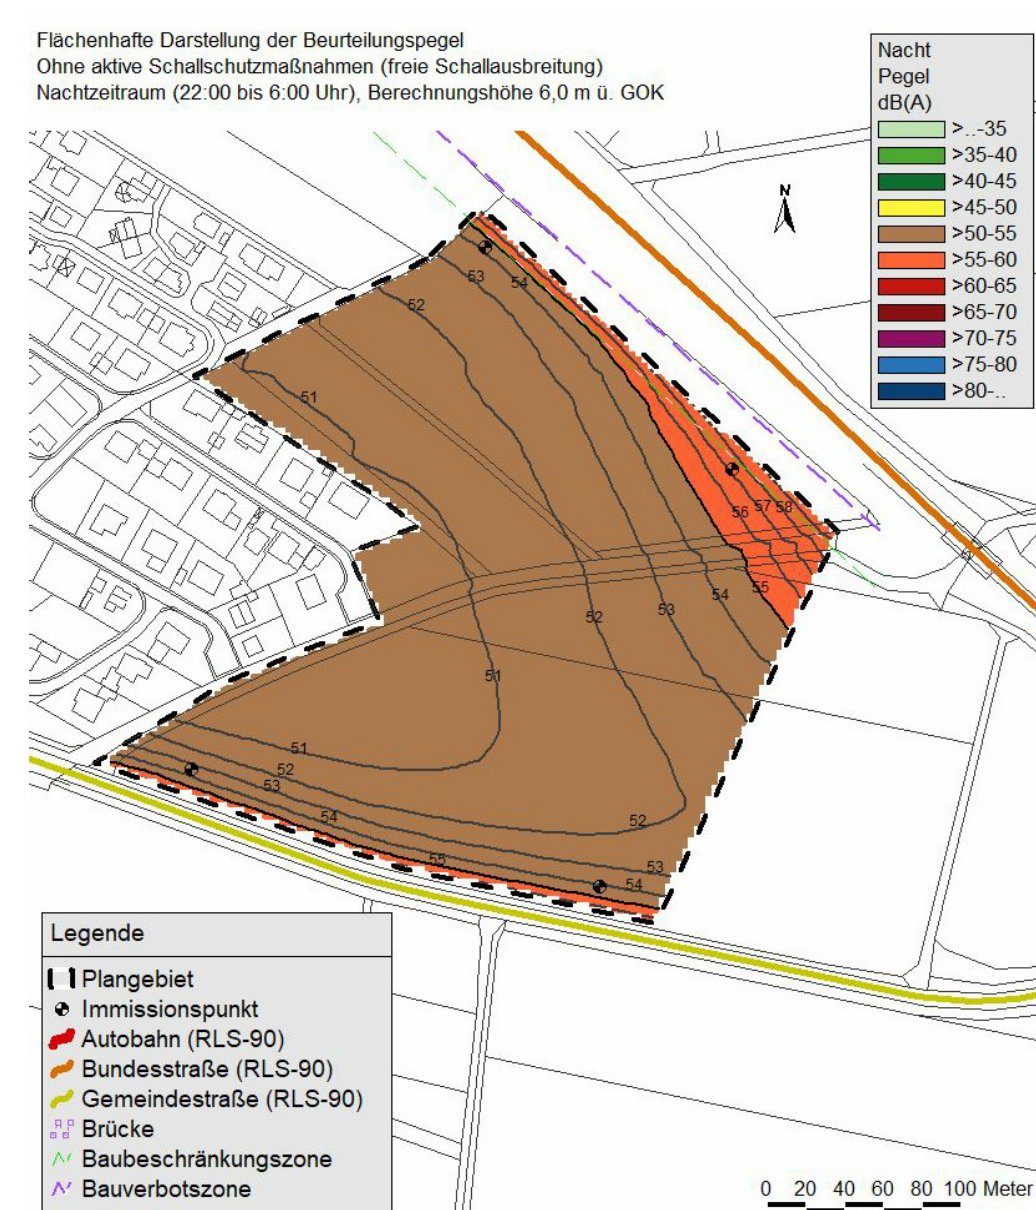 Flächenhafte Darstellung der Beurteilungspegel
Ohne aktive Schallschutzmaßnahmen (freie Schallausbreitung)
Nachtzeitraum (22:00 bis 6:00 Uhr), Berechnungshöhe 6,0 m ü. GOK
Nacht
Pegel
dB(A)
>..-35
>35-40
>40-45
>45-50
>50-55
>55-60
>60-65
>65-70
>70-75
>75-80
>80-..
N
53
54
52
51
56 57 58
55
54
53
52
51
51
52
53
54
55
52
53
54
Legende
Plangebiet
Immissionspunkt
Autobahn (RLS-90)
Bundesstraße (RLS-90)
Gemeindestraße (RLS-90)
Brücke
Baubeschränkungszone
Bauverbotszone
0 20 40 60 80 100 Meter